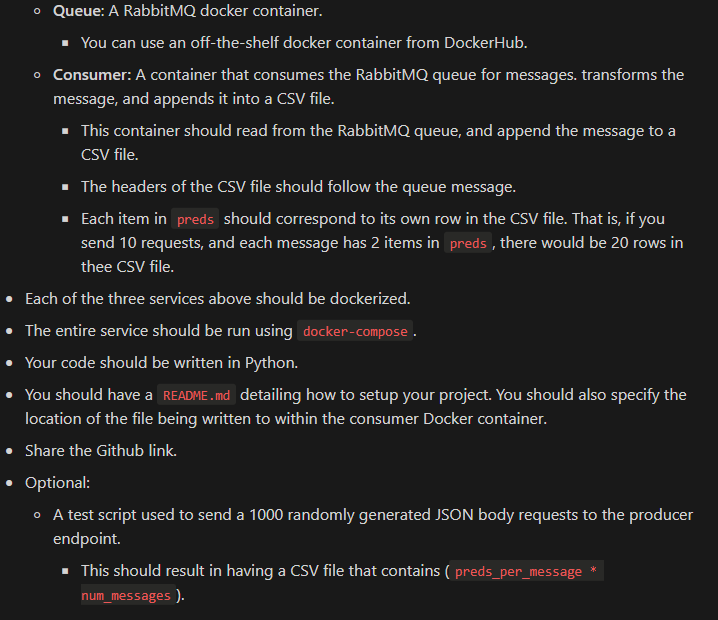 Queue: A RabbitMQ docker container.
You can use an off-the-shelf docker container from DockerHub.
Consumer: A container that consumes the RabbitMQ queue for messages. transforms the
message, and appends it into a CSV file.
This container should read from the RabbitMQ queue, and append the message to a
CSV file.
The headers of the CSV file should follow the queue message.
Each item in preds should correspond to its own row in the CSV file. That is, if you
send 10 requests, and each message has 2 items in preds, there would be 20 rows in
thee CSV file.
Each of the three services above should be dockerized.
The entire service should be run using docker-compose.
Your code should be written in Python.
You should have a README.md detailing how to setup your project. You should also specify the
location of the file being written to within the consumer Docker container.
Share the Github link.
Optional:
A test script used to send a 1000 randomly generated JSON body requests to the producer
endpoint.
This should result in having a CSV file that contains ( preds_per_message *
num_messages ).